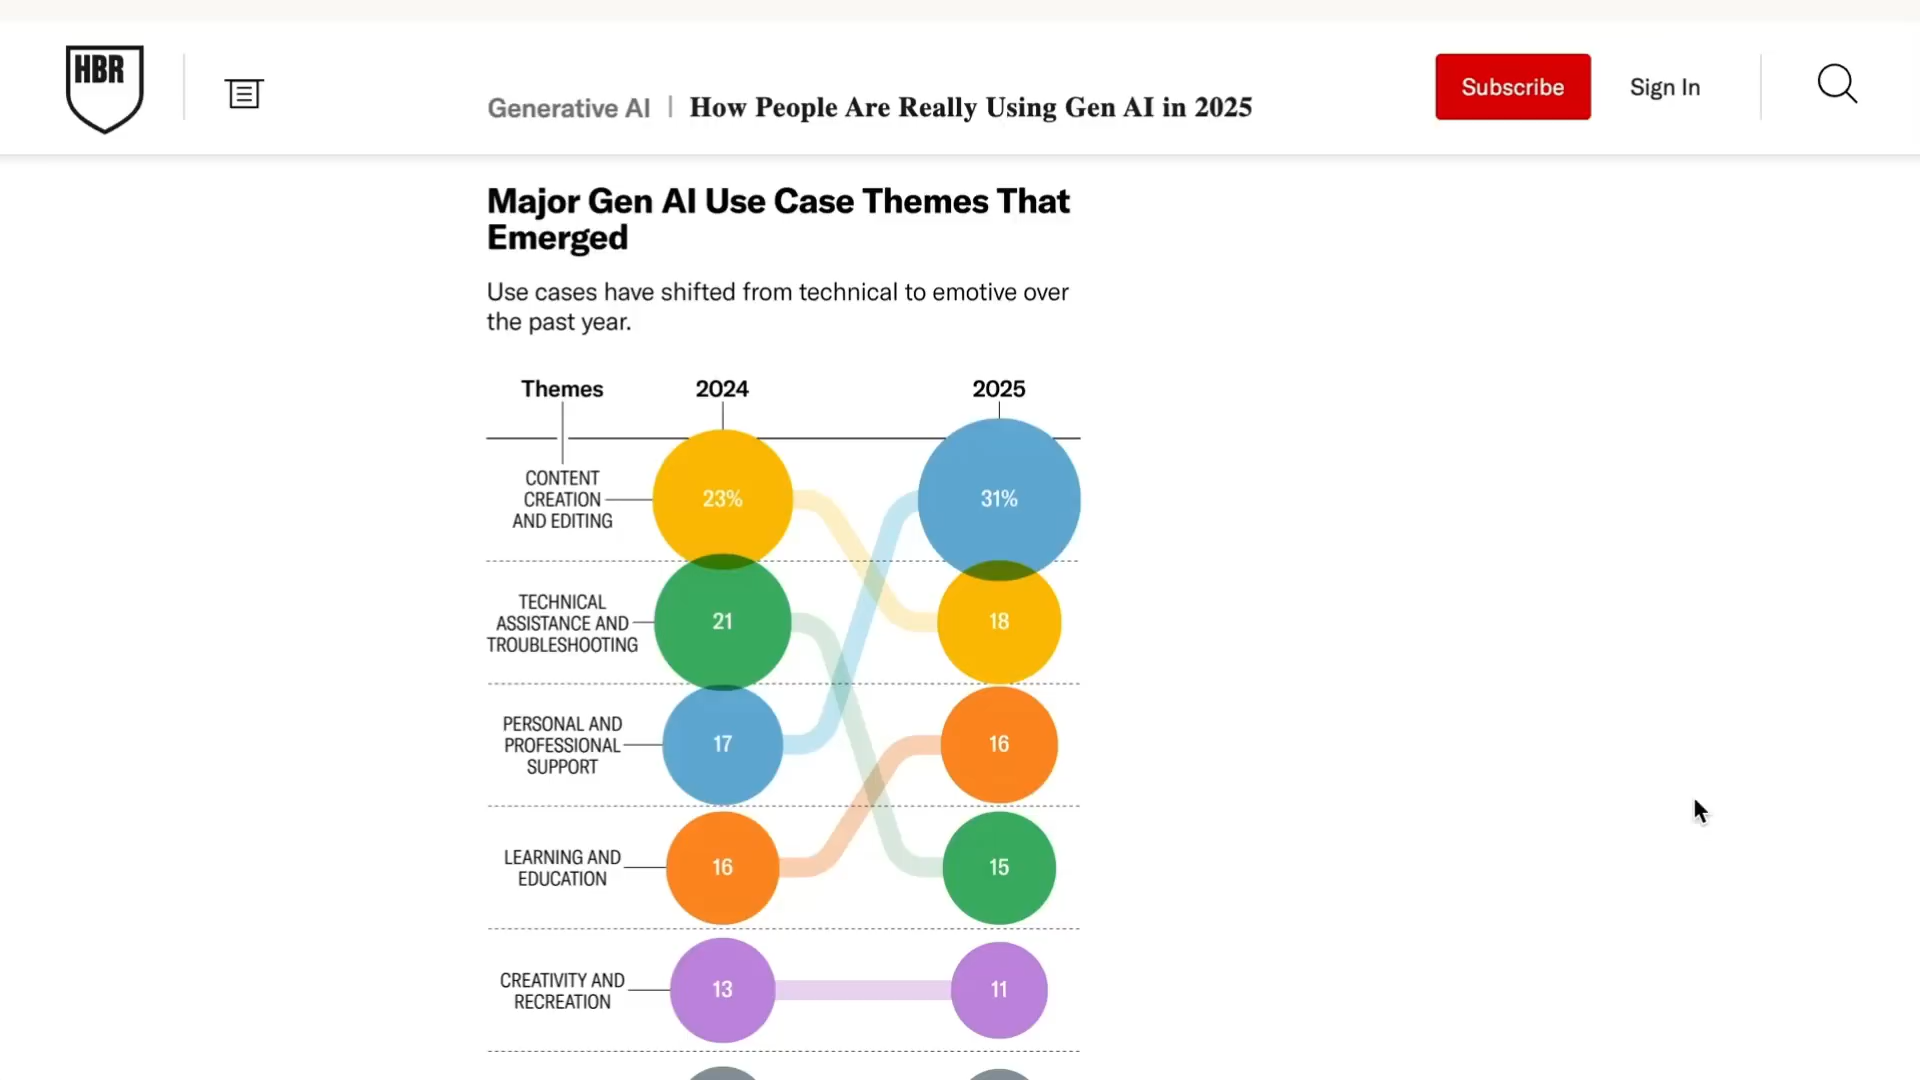 HBR
Generative AI | How People Are Really Using Gen AI in 2025
Subscribe
Sign In
Major Gen AI Use Case Themes That
Emerged
Use cases have shifted from technical to emotive over
the past year.
Themes
2024
2025
CONTENT
CREATION
AND EDITING
23%
31%
TECHNICAL
ASSISTANCE AND
TROUBLESHOOTING
21
18
PERSONAL AND
PROFESSIONAL
SUPPORT
17
16
LEARNING AND
EDUCATION
16
15
CREATIVITY AND
RECREATION
13
11